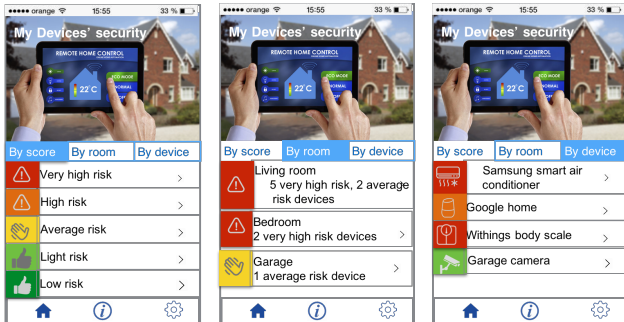 ●●●●● orange 15:55 33 %
My Devices' security
REMOTE HOME CONTROL
ECO MODE
22°C
NORMAL
By score By room By device
Very high risk
High risk
Average risk
Light risk
Low risk
●●●●● orange 15:55 33 %
My Devices' security
REMOTE HOME CONTROL
ECO MODE
22°C
NORMAL
By score By room By device
Living room
5 very high risk, 2 average
risk devices
Bedroom
2 very high risk devices
Garage
1 average risk device
●●●●● orange 15:55 33 %
My Devices' security
REMOTE HOME CONTROL
ECO MODE
22°C
NORMAL
By score By room By device
Samsung smart air
conditioner
Google home
Withings body scale
Garage camera